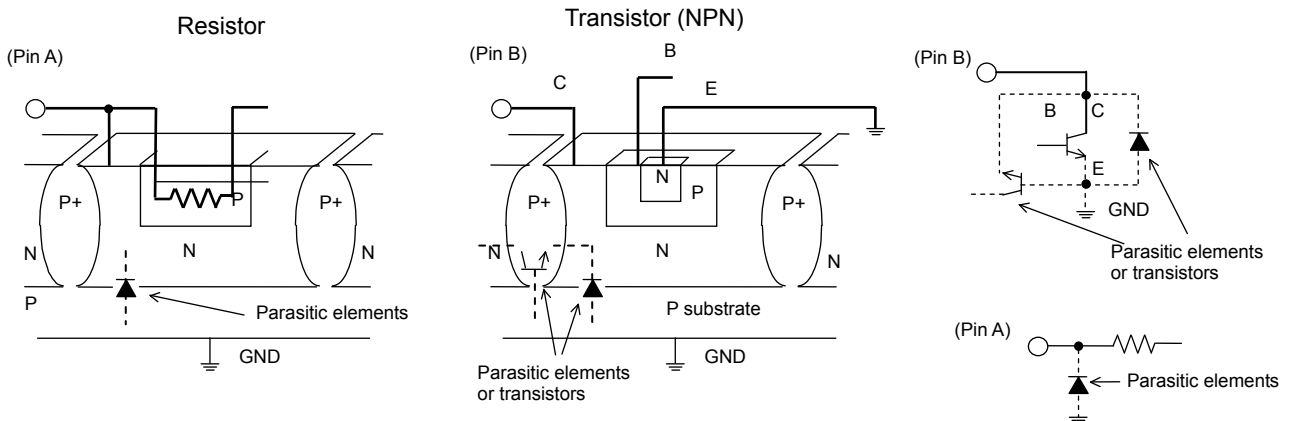 Resistor
(Pin A)
P+
P
P+
N
N
N
P
Parasitic elements
GND
Transistor (NPN)
(Pin B)
B
C
E
N
P+
P
P+
N
N
N
P substrate
GND
Parasitic elements
or transistors
(Pin B)
B
C
E
GND
Parasitic elements
or transistors
(Pin A)
Parasitic elements